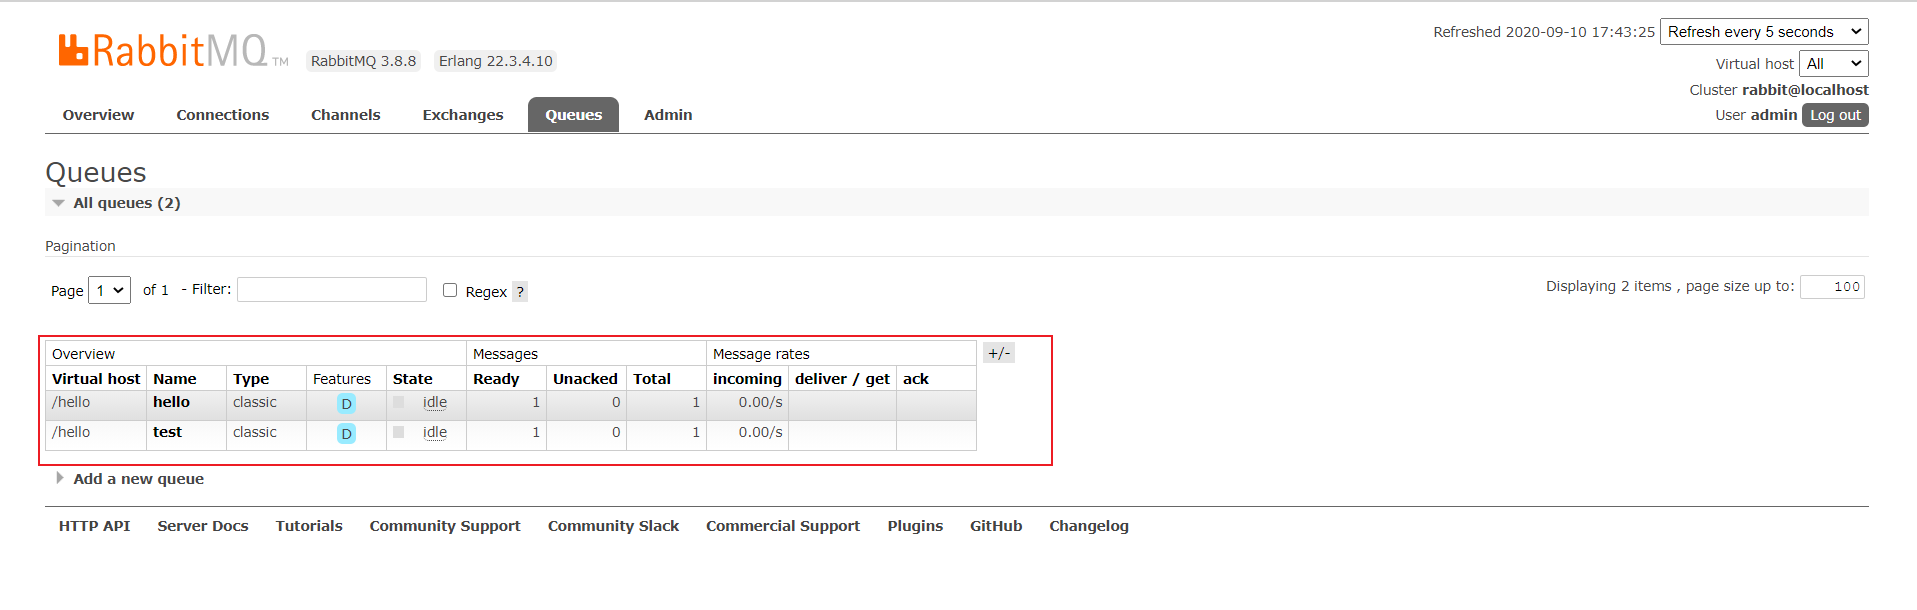 Refreshed 2020-09-10 17:43:25 Refresh every 5 seconds
RabbitMQ TM RabbitMQ 3.8.8 Erlang 22.3.4.10
Virtual host All
Cluster rabbit@localhost
User admin Log out
Overview Connections Channels Exchanges Queues Admin
Queues
All queues (2)
Pagination
Page 1 of 1 - Filter: Regex ? Displaying 2 items , page size up to: 100
Overview Messages Message rates +/-
Virtual host Name Type Features State Ready Unacked Total incoming deliver / get ack
/hello hello classic D idle 1 0 1 0.00/s
/hello test classic D idle 1 0 1 0.00/s
Add a new queue
HTTP API Server Docs Tutorials Community Support Community Slack Commercial Support Plugins GitHub Changelog